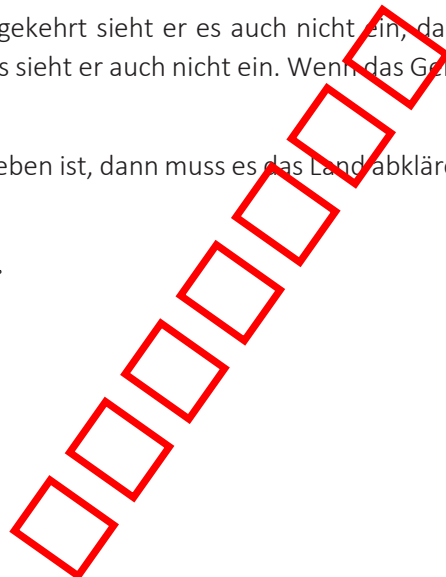 gekehrt sieht er es auch nicht ein, da
s sieht er auch nicht ein. Wenn das Ge
eben ist, dann muss es das Land abkläre
.